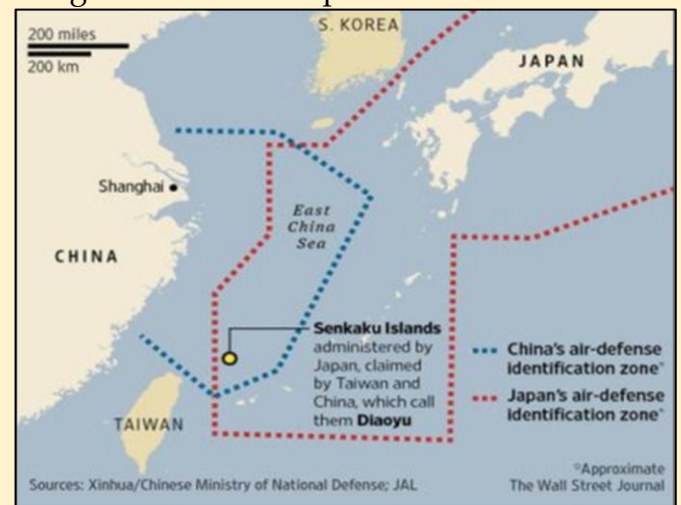 200 miles
200 km
S. KOREA
JAPAN
Shanghai
East
China
Sea
CHINA
Senkaku Islands
administered by
Japan, claimed
by Taiwan and
China, which call
them Diaoyu
China's air-defense
identification zone*
Japan's air-defense
identification zone*
TAIWAN
*Approximate
Sources: Xinhua/Chinese Ministry of National Defense; JAL
The Wall Street Journal